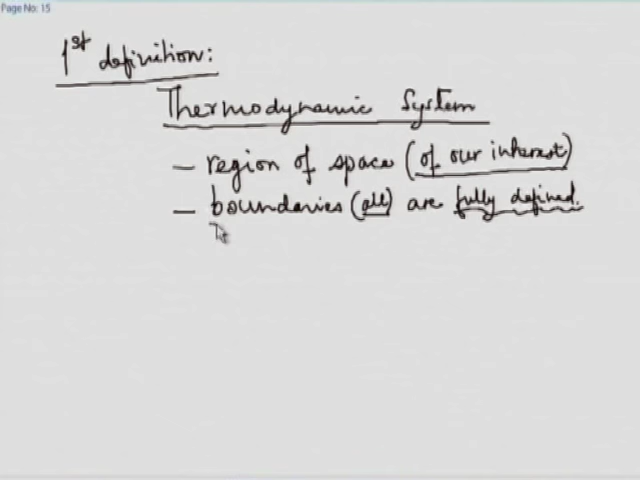 Page No: 15
1st definition:
Thermodynamic System
— region of space (of our interest)
— boundaries (all) are fully defined.